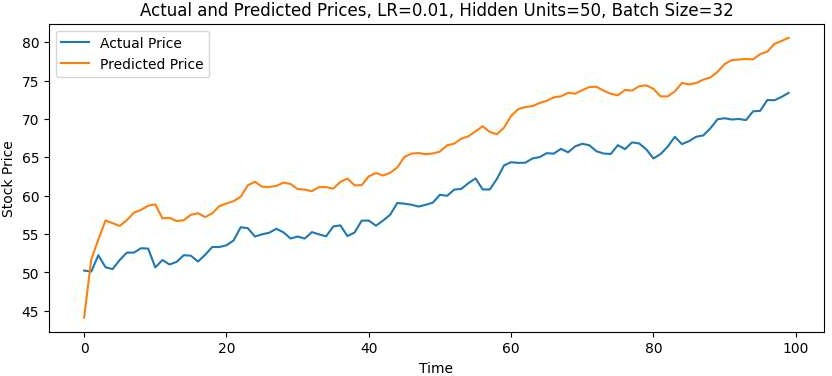 Actual and Predicted Prices, LR=0.01, Hidden Units=50, Batch Size=32
Actual Price
Predicted Price
Stock Price
80
75
70
65
60
55
50
45
0
20
40
60
80
100
Time